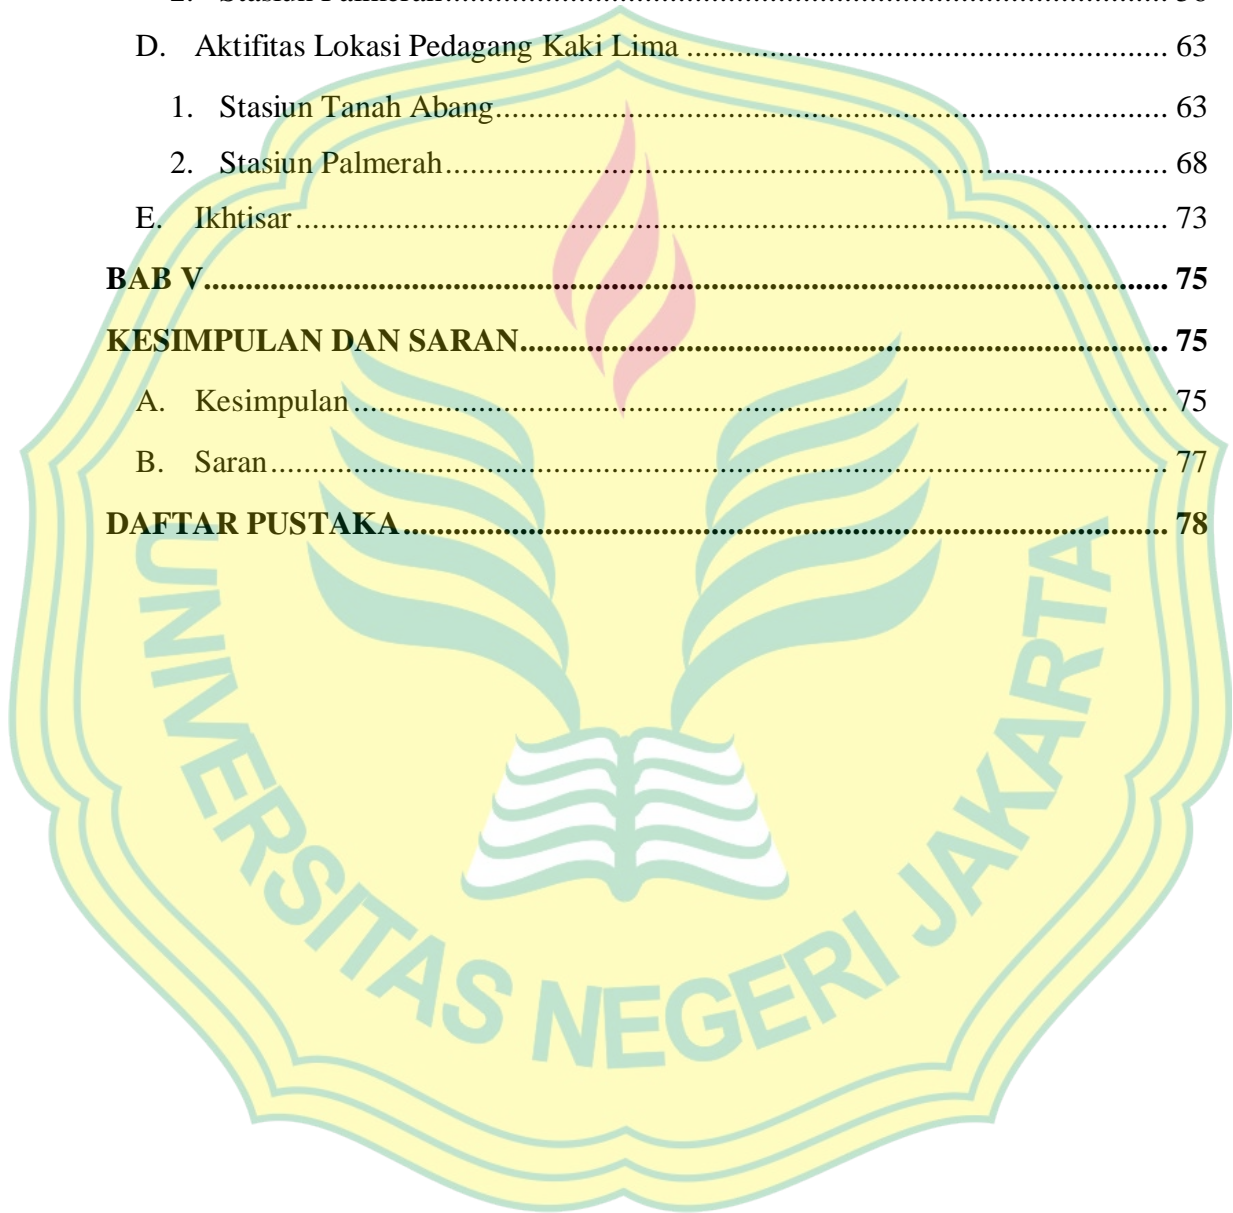 D. Aktifitas Lokasi Pedagang Kaki Lima ........................................................ 63
1. Stasiun Tanah Abang................................................................................ 63
2. Stasiun Palmerah...................................................................................... 68
E. Ikhtisar ........................................................................................................ 73
BAB V.................................................................................................................... 75
KESIMPULAN DAN SARAN............................................................................. 75
A. Kesimpulan ................................................................................................. 75
B. Saran ........................................................................................................... 77
DAFTAR PUSTAKA ........................................................................................... 78
UNIVERSITAS NEGERI JAKARTA